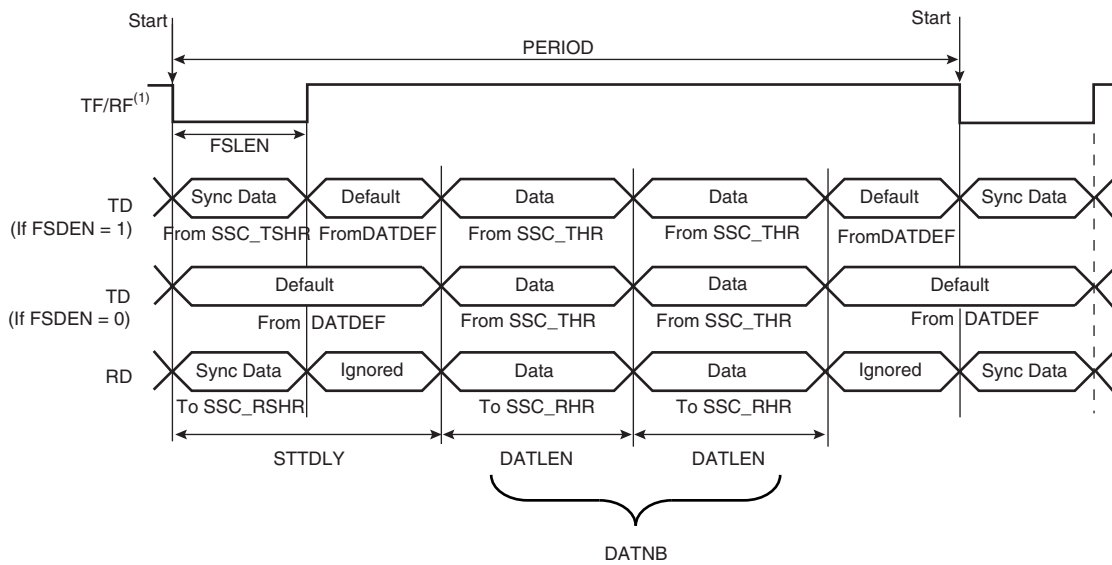 Start Start
PERIOD
TF/RF(1)
FSLEN
TD
(If FSDEN = 1)
Sync Data Default Data Data Default Sync Data
From SSC_TSHR FromDATDEF From SSC_THR From SSC_THR FromDATDEF
TD
(If FSDEN = 0)
Default Data Data Default
From DATDEF From SSC_THR From SSC_THR From DATDEF
RD Sync Data Ignored Data Data Ignored Sync Data
To SSC_RSHR To SSC_RHR To SSC_RHR
STTDLY DATLEN DATLEN
DATNB